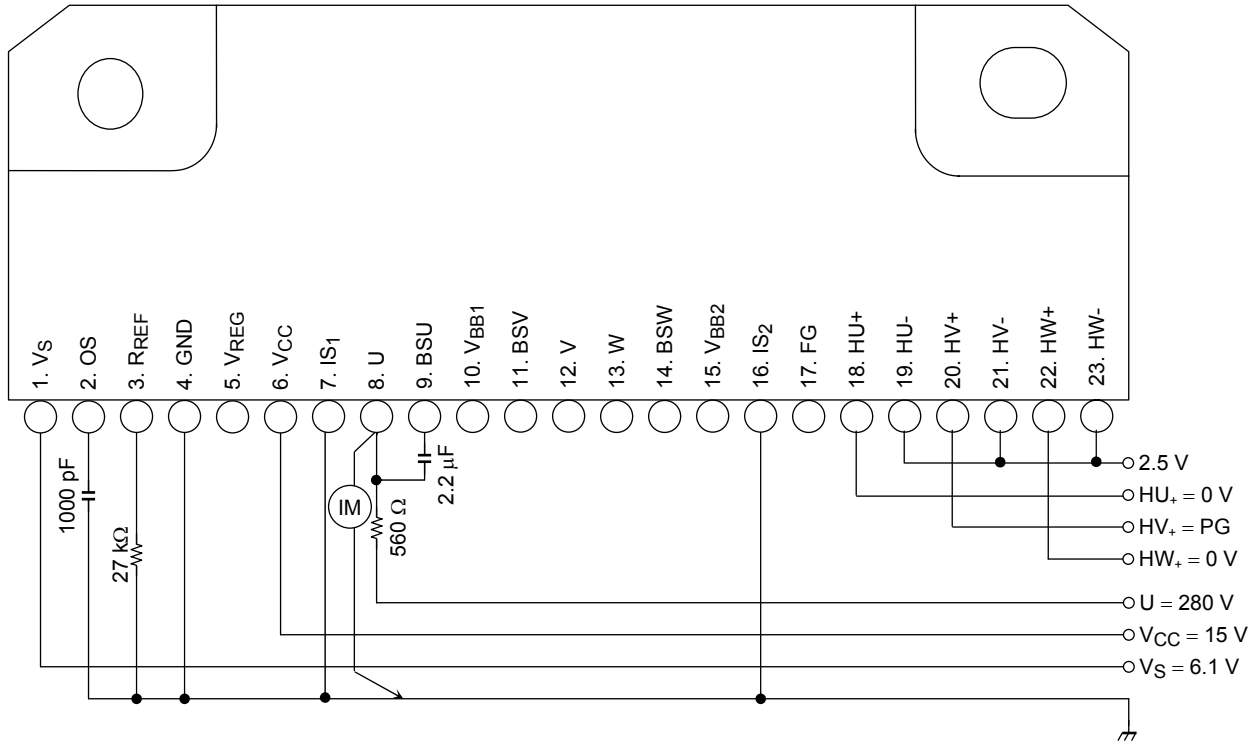 1. VS
2. OS
3. RREF
4. GND
5. VREG
6. VCC
7. IS1
8. U
9. BSU
10. VBB1
11. BSV
12. V
13. W
14. BSW
15. VBB2
16. IS2
17. FG
18. HU+
19. HU-
20. HV+
21. HV-
22. HW+
23. HW-
1000 pF
27 kΩ
IM
560 Ω
2.2 μF
2.5 V
HU+ = 0 V
HV+ = PG
HW+ = 0 V
U = 280 V
VCC = 15 V
VS = 6.1 V